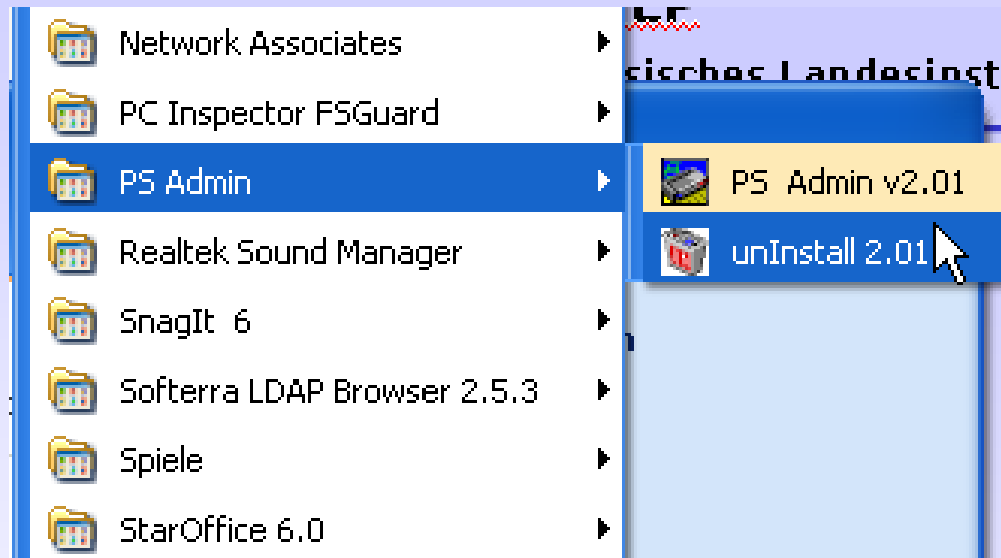 Network Associates
PC Inspector FSGuard
PS Admin
PS Admin v2.01
Realtek Sound Manager
unInstall 2.01
SnagIt 6
Softerra LDAP Browser 2.5.3
Spiele
StarOffice 6.0